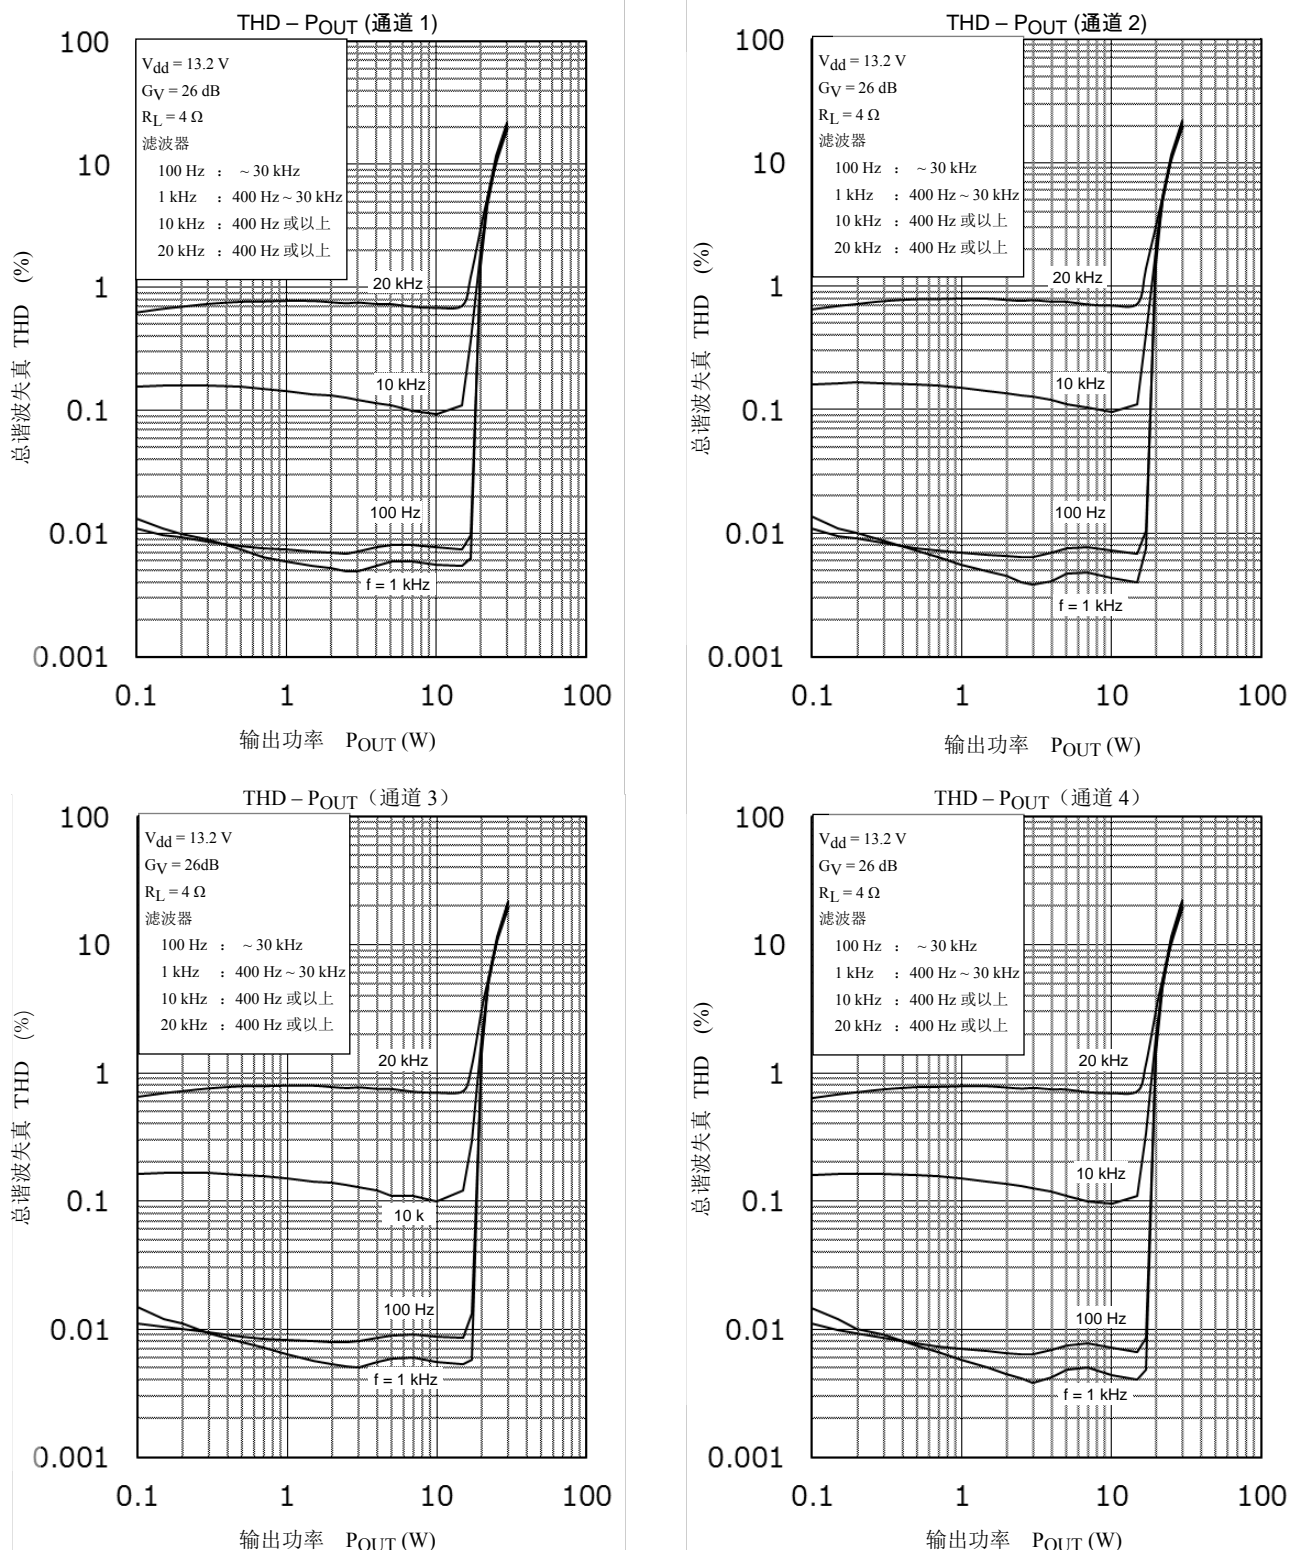 THD – POUT (通道 1)
100
10
1
0.1
0.01
0.001
Vdd = 13.2 V
GV = 26 dB
RL = 4 Ω
滤波器
100 Hz : ~ 30 kHz
1 kHz : 400 Hz ~ 30 kHz
10 kHz : 400 Hz 或以上
20 kHz : 400 Hz 或以上
20 kHz
10 kHz
100 Hz
f = 1 kHz
总谐波失真 THD (%)
0.1 1 10 100
输出功率 POUT (W)
THD – POUT (通道 2)
100
10
1
0.1
0.01
0.001
Vdd = 13.2 V
GV = 26 dB
RL = 4 Ω
滤波器
100 Hz : ~ 30 kHz
1 kHz : 400 Hz ~ 30 kHz
10 kHz : 400 Hz 或以上
20 kHz : 400 Hz 或以上
20 kHz
10 kHz
100 Hz
f = 1 kHz
总谐波失真 THD (%)
0.1 1 10 100
输出功率 POUT (W)
THD – POUT（通道 3）
100
10
1
0.1
0.01
0.001
Vdd = 13.2 V
GV = 26dB
RL = 4 Ω
滤波器
100 Hz : ~ 30 kHz
1 kHz : 400 Hz ~ 30 kHz
10 kHz : 400 Hz 或以上
20 kHz : 400 Hz 或以上
20 kHz
10 k
100 Hz
f = 1 kHz
总谐波失真 THD (%)
0.1 1 10 100
输出功率 POUT (W)
THD – POUT（通道 4）
100
10
1
0.1
0.01
0.001
Vdd = 13.2 V
GV = 26 dB
RL = 4 Ω
滤波器
100 Hz : ~ 30 kHz
1 kHz : 400 Hz ~ 30 kHz
10 kHz : 400 Hz 或以上
20 kHz : 400 Hz 或以上
20 kHz
10 kHz
100 Hz
f = 1 kHz
总谐波失真 THD (%)
0.1 1 10 100
输出功率 POUT (W)